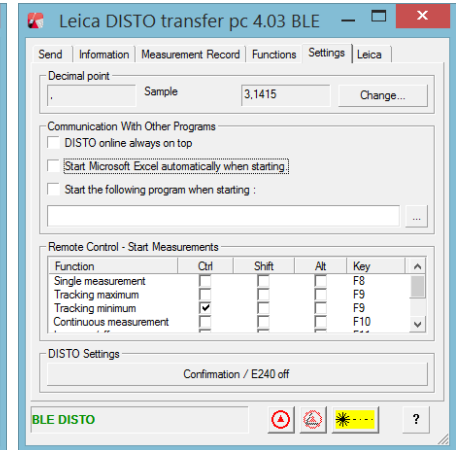 Leica DISTO transfer pc 4.03 BLE
Send Information Measurement Record Functions Settings Leica
Decimal point
, Sample 3,1415 Change...
Communication With Other Programs
DISTO online always on top
Start Microsoft Excel automatically when starting.
Start the following program when starting :
...
Remote Control - Start Measurements
Function Ctrl Shift Alt Key
Single measurement F8
Tracking maximum F9
Tracking minimum F9
Continuous measurement F10
DISTO Settings
Confirmation / E240 off
BLE DISTO ?